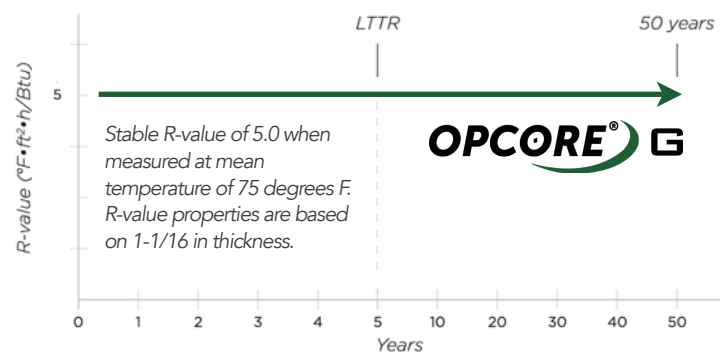 LTTR
50 years
R-value (°F•ft²•h/Btu)
5
Stable R-value of 5.0 when
measured at mean
temperature of 75 degrees F.
R-value properties are based
on 1-1/16 in thickness.
OPCORE® G
0 1 2 3 4 5 10 20 30 40 50
Years